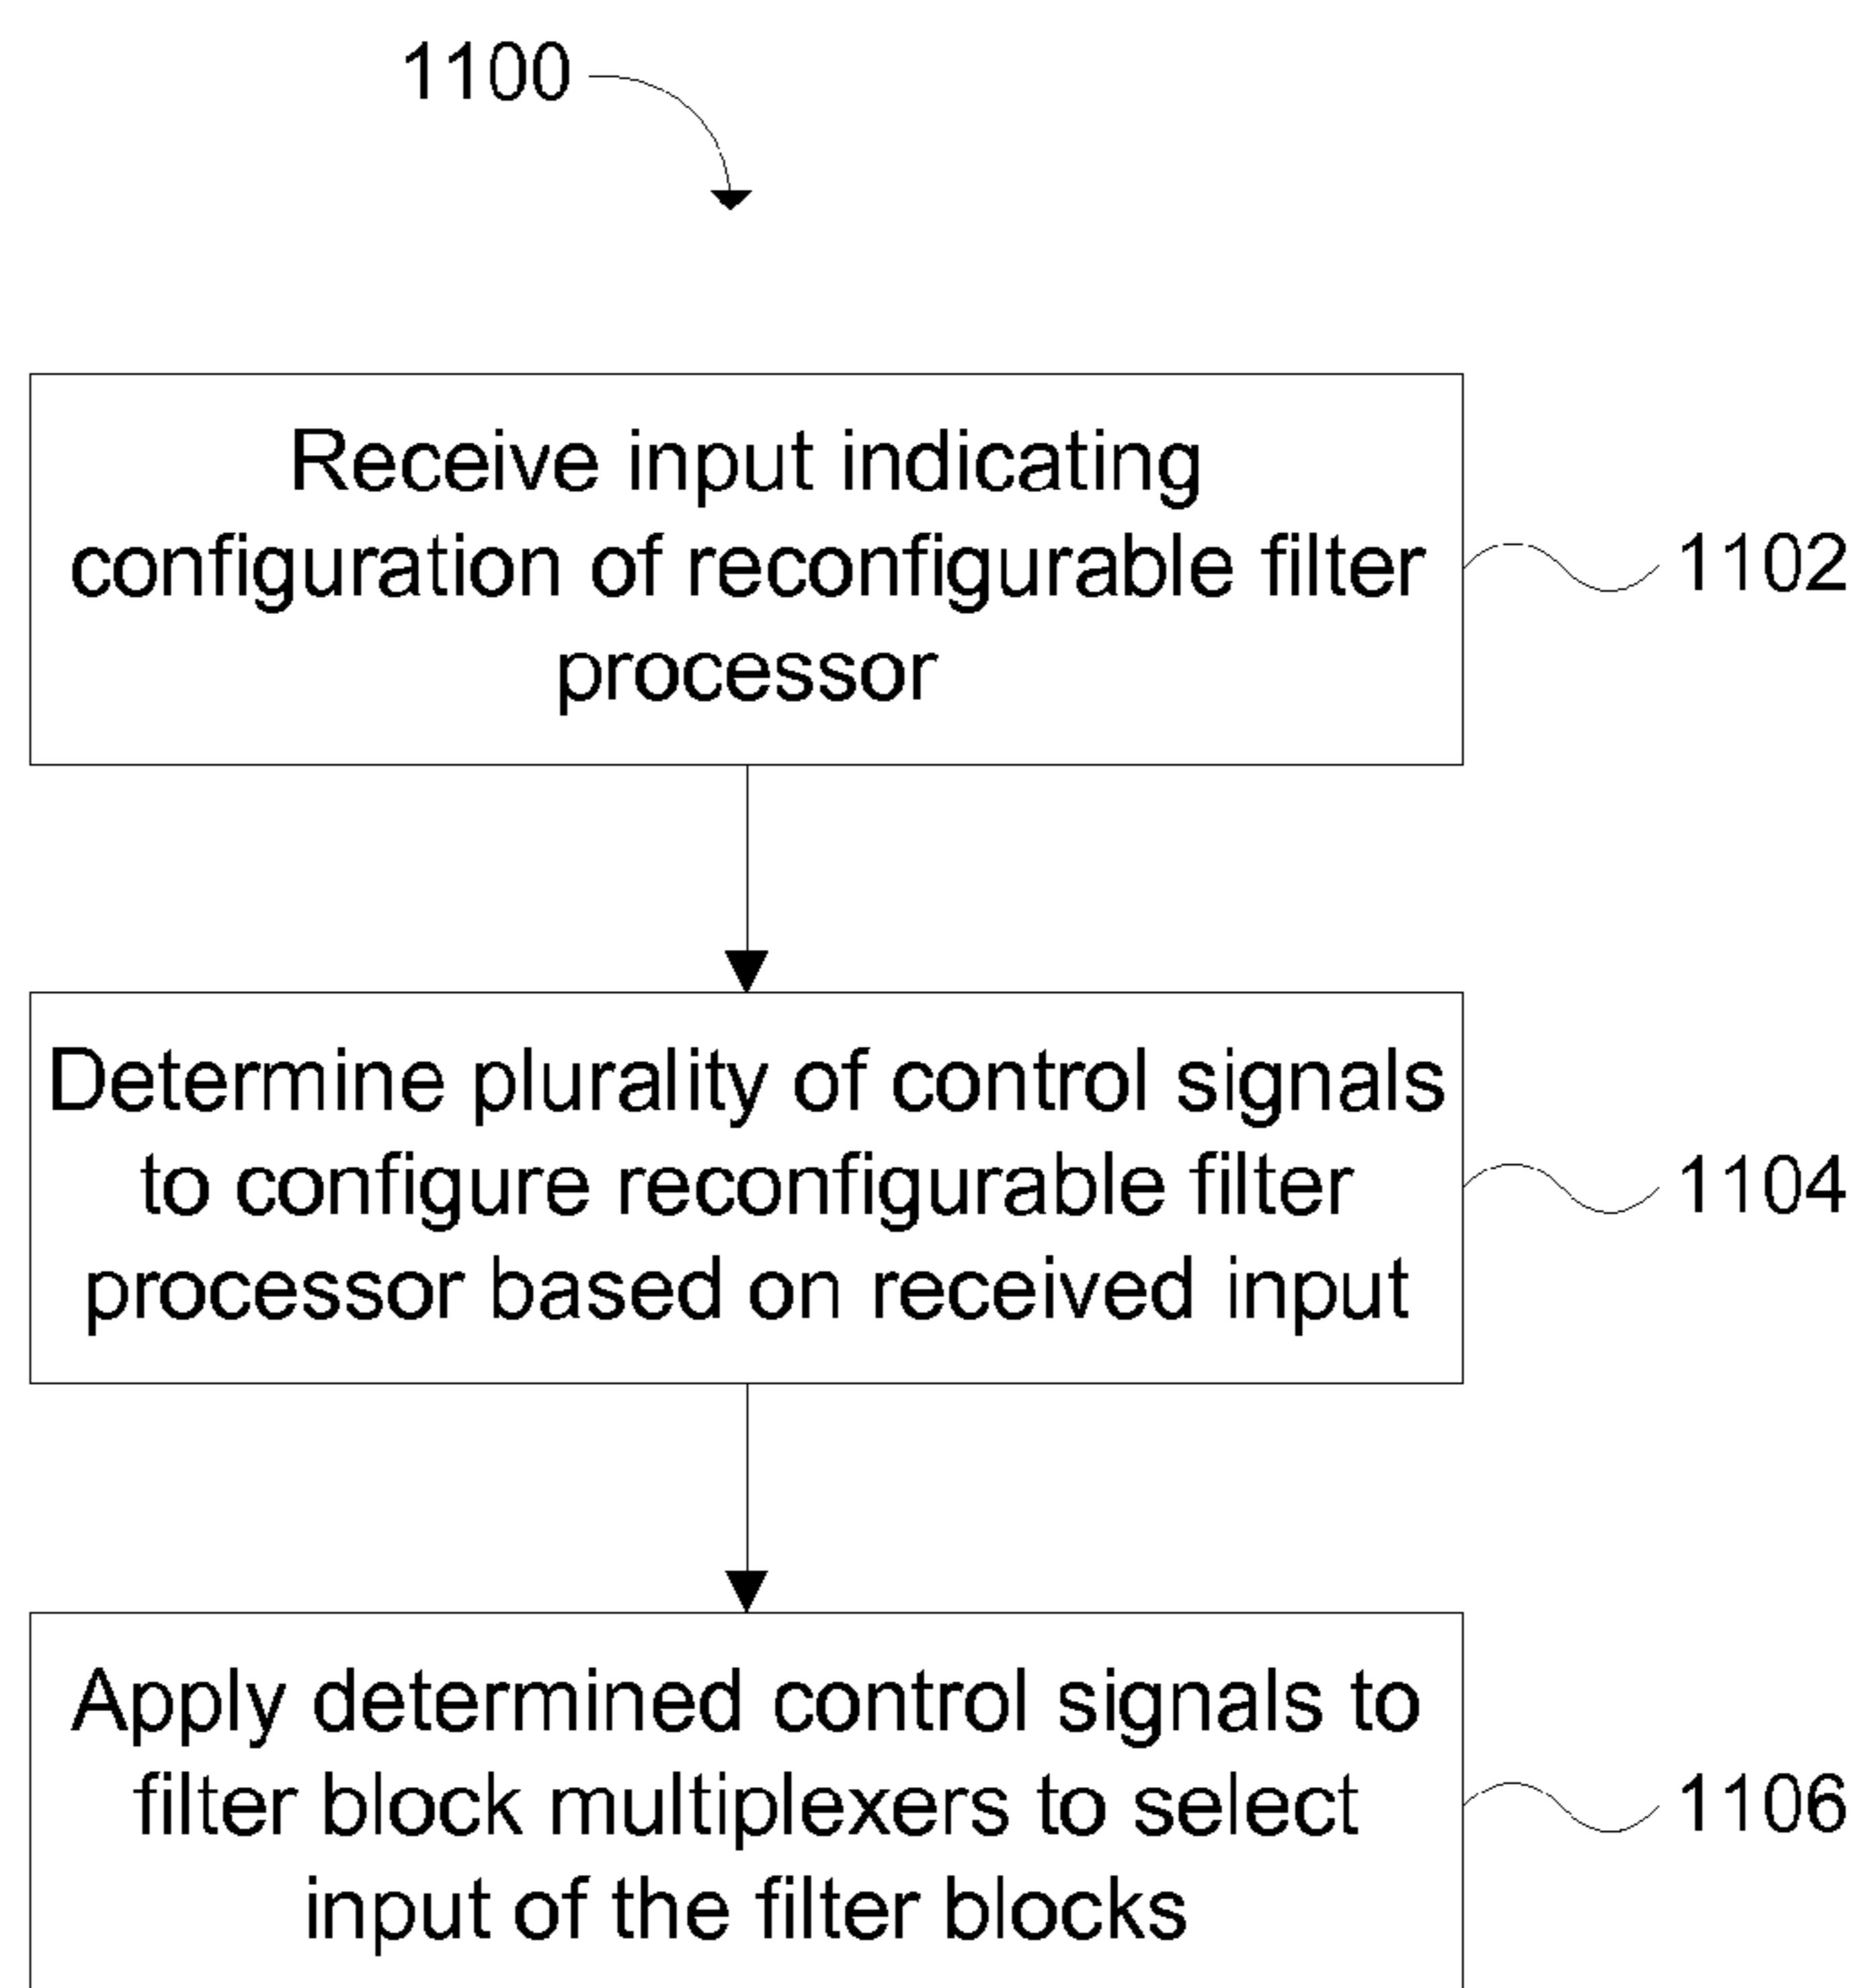 1100
Receive input indicating
configuration of reconfigurable filter
processor
1102
Determine plurality of control signals
to configure reconfigurable filter
processor based on received input
1104
Apply determined control signals to
filter block multiplexers to select
input of the filter blocks
1106